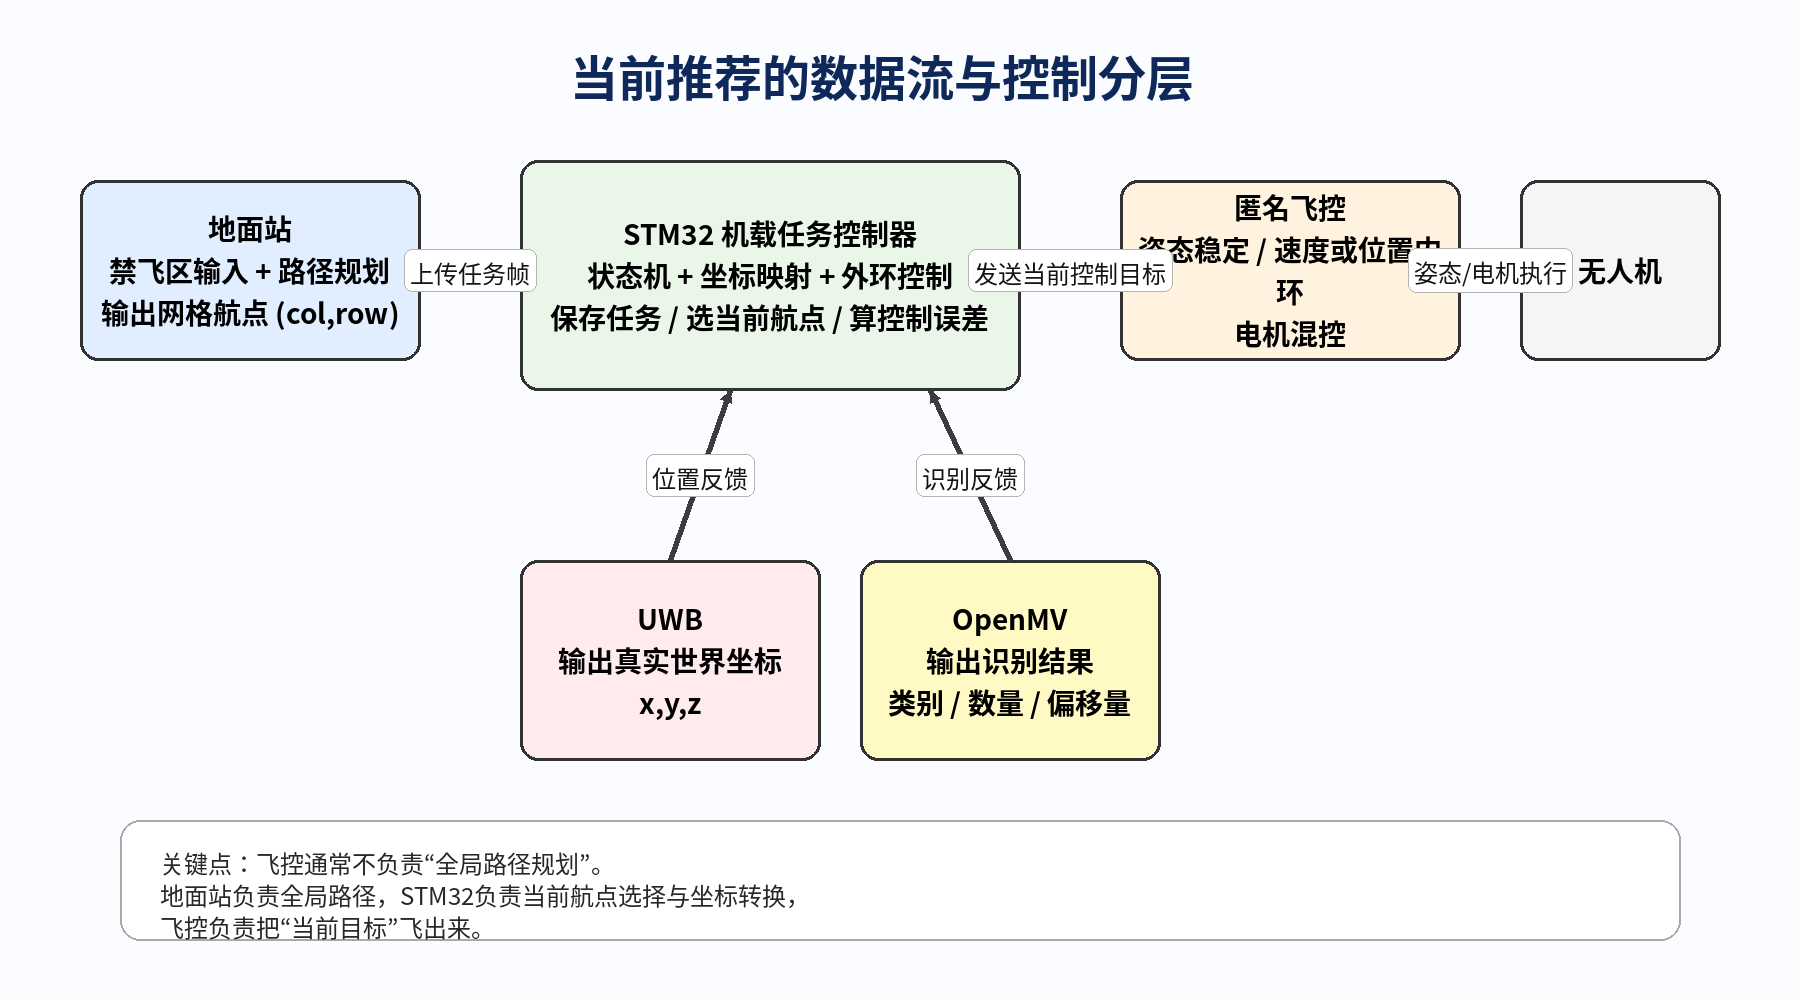 当前推荐的数据流与控制分层
地面站
禁飞区输入 + 路径规划
输出网格航点 (col,row)
上传任务帧
STM32 机载任务控制器
状态机 + 坐标映射 + 外环控制
保存任务 / 选当前航点 / 算控制误差
发送当前控制目标
匿名飞控
姿态稳定 / 速度或位置内
环
电机混控
姿态/电机执行
无人机
位置反馈
识别反馈
UWB
输出真实世界坐标
x,y,z
OpenMV
输出识别结果
类别 / 数量 / 偏移量
关键点：飞控通常不负责“全局路径规划”。
地面站负责全局路径，STM32负责当前航点选择与坐标转换，
飞控负责把“当前目标”飞出来。